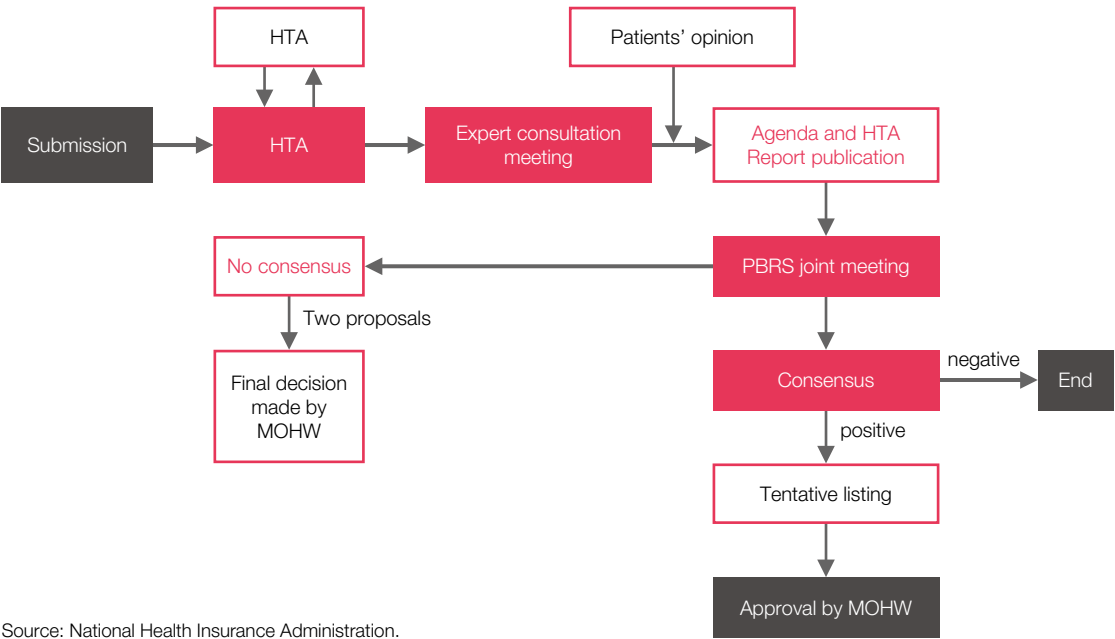 HTA
Patients’ opinion
Submission
HTA
Expert consultation
meeting
Agenda and HTA
Report publication
No consensus
PBRS joint meeting
Two proposals
Final decision
made by
MOHW
Consensus
negative
End
positive
Tentative listing
Approval by MOHW
Source: National Health Insurance Administration.